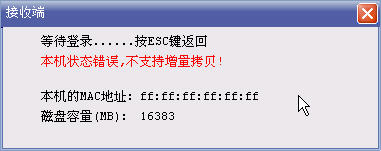 接收端
等待登录......按ESC键返回
本机状态错误,不支持增量拷贝!
本机的MAC地址: ff:ff:ff:ff:ff:ff
磁盘容量(MB): 16383